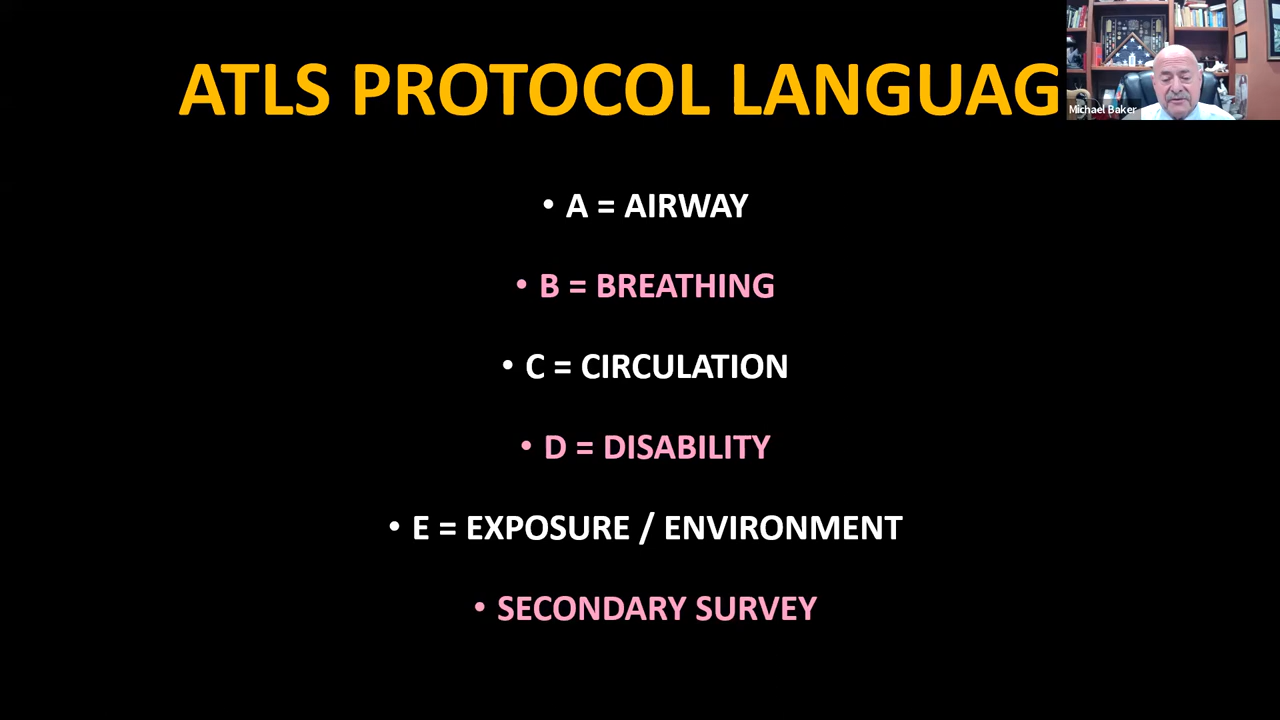 ATLS PROTOCOL LANGUAG
Michael Baker
• A = AIRWAY
• B = BREATHING
• C = CIRCULATION
• D = DISABILITY
• E = EXPOSURE / ENVIRONMENT
• SECONDARY SURVEY